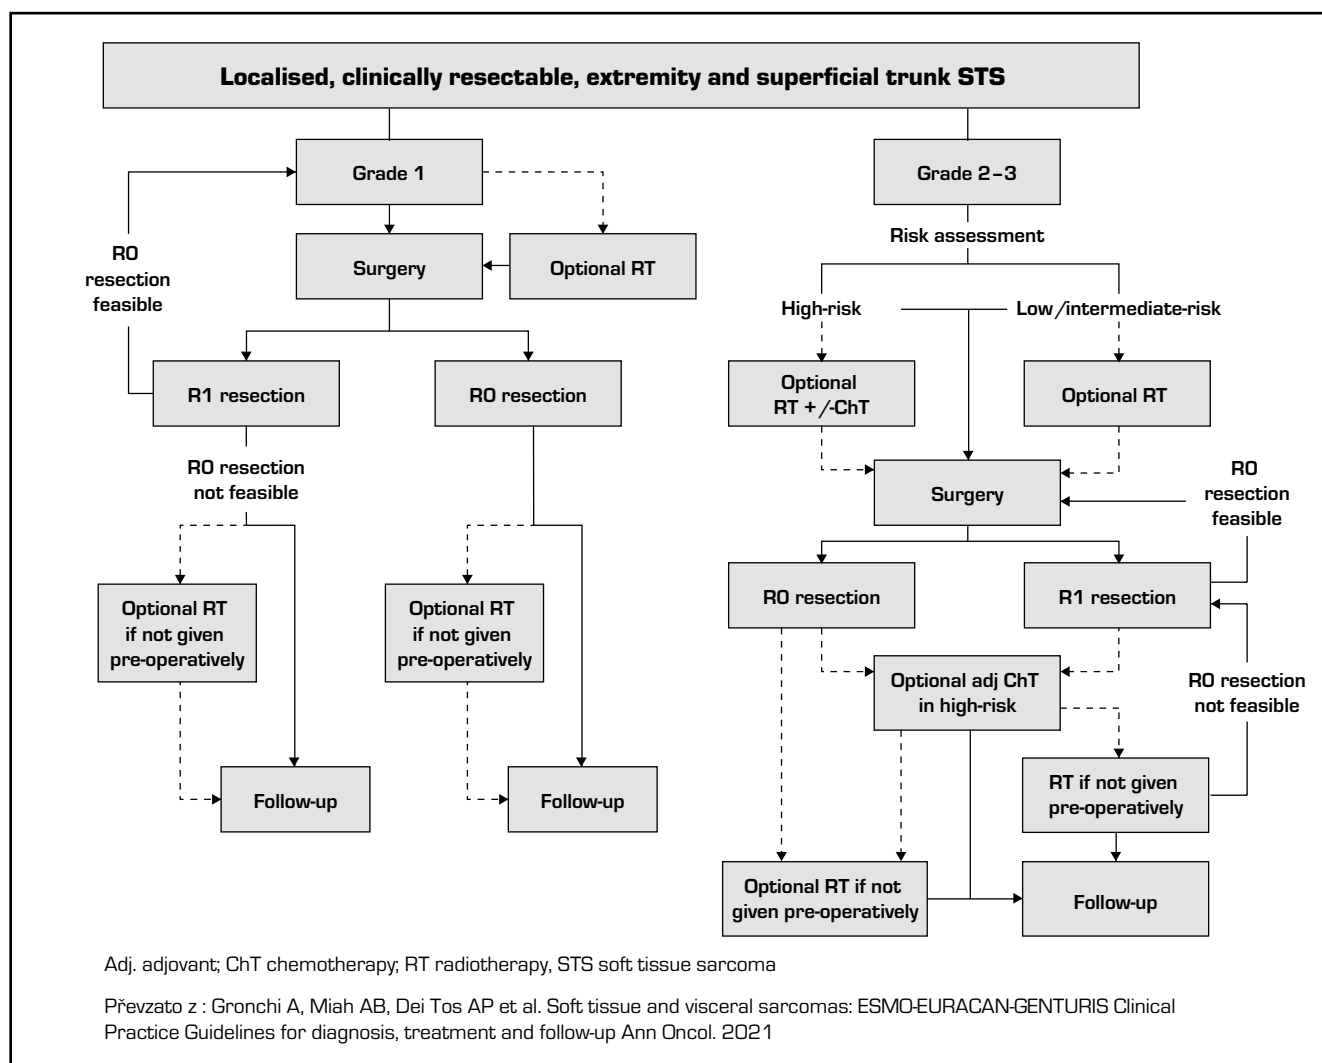 Localised, clinically resectable, extremity and superficial trunk STS
Grade 1
Grade 2–3
Risk assessment
R0
resection
feasible
Surgery
Optional RT
High-risk
Low/intermediate-risk
R1 resection
R0 resection
Optional
RT +/-ChT
Optional RT
R0 resection
not feasible
Surgery
R0
resection
feasible
Optional RT
if not given
pre-operatively
Optional RT
if not given
pre-operatively
R0 resection
R1 resection
Optional adj ChT
in high-risk
R0 resection
not feasible
Follow-up
Follow-up
RT if not given
pre-operatively
Optional RT if not
given pre-operatively
Follow-up
Adj. adjovant; ChT chemotherapy; RT radiotherapy, STS soft tissue sarcoma
Převzato z : Gronchi A, Miah AB, Dei Tos AP et al. Soft tissue and visceral sarcomas: ESMO-EURACAN-GENTURIS Clinical
Practice Guidelines for diagnosis, treatment and follow-up Ann Oncol. 2021